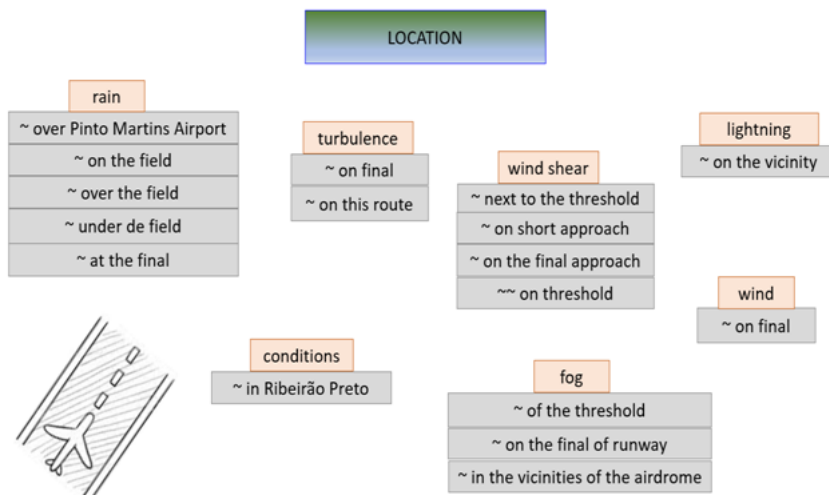 LOCATION
rain
~ over Pinto Martins Airport
~ on the field
~ over the field
~ under de field
~ at the final
turbulence
~ on final
~ on this route
wind shear
~ next to the threshold
~ on short approach
~ on the final approach
~~ on threshold
lightning
~ on the vicinity
wind
~ on final
conditions
~ in Ribeirão Preto
fog
~ of the threshold
~ on the final of runway
~ in the vicinities of the airdrome